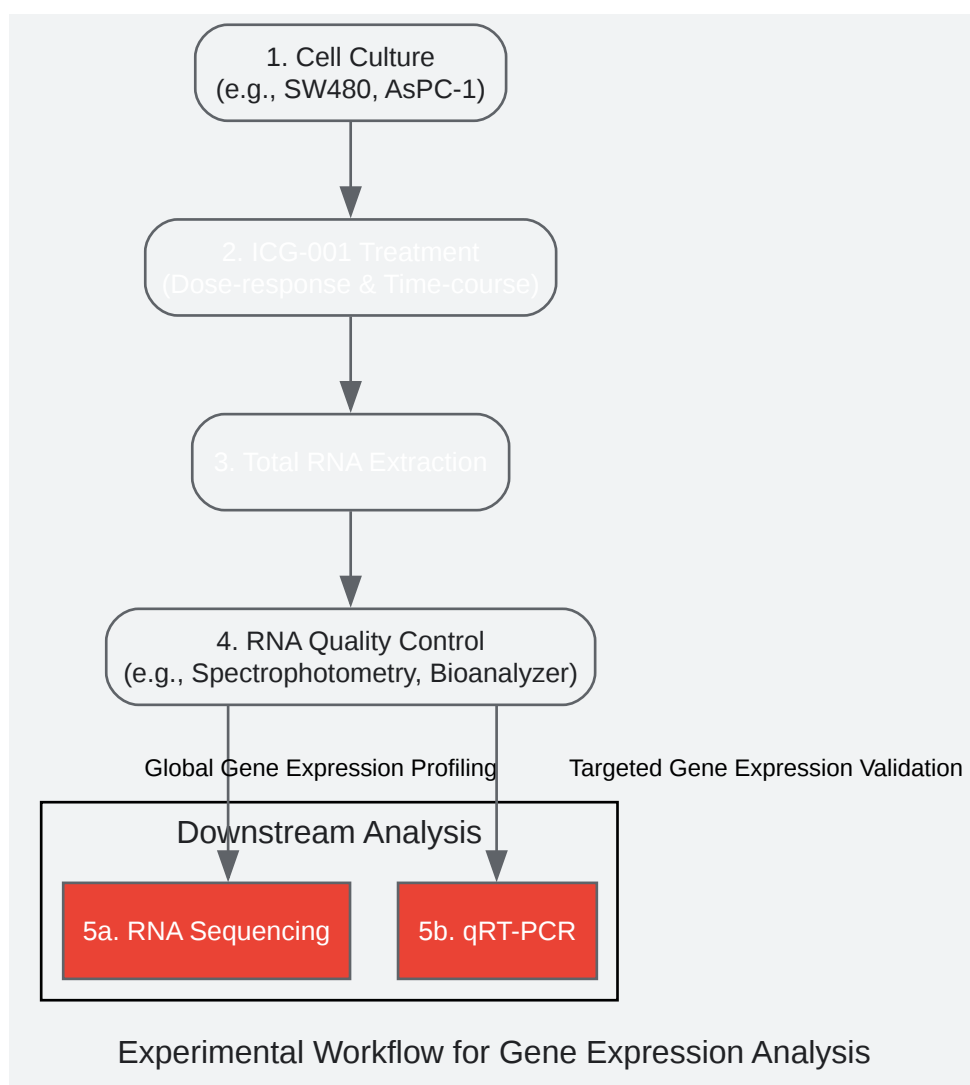 1. Cell Culture
(e.g., SW480, AsPC-1)
2. ICG-001 Treatment
(Dose-response & Time-course)
3. Total RNA Extraction
4. RNA Quality Control
(e.g., Spectrophotometry, Bioanalyzer)
Global Gene Expression Profiling
Targeted Gene Expression Validation
Downstream Analysis
5a. RNA Sequencing
5b. qRT-PCR
Experimental Workflow for Gene Expression Analysis